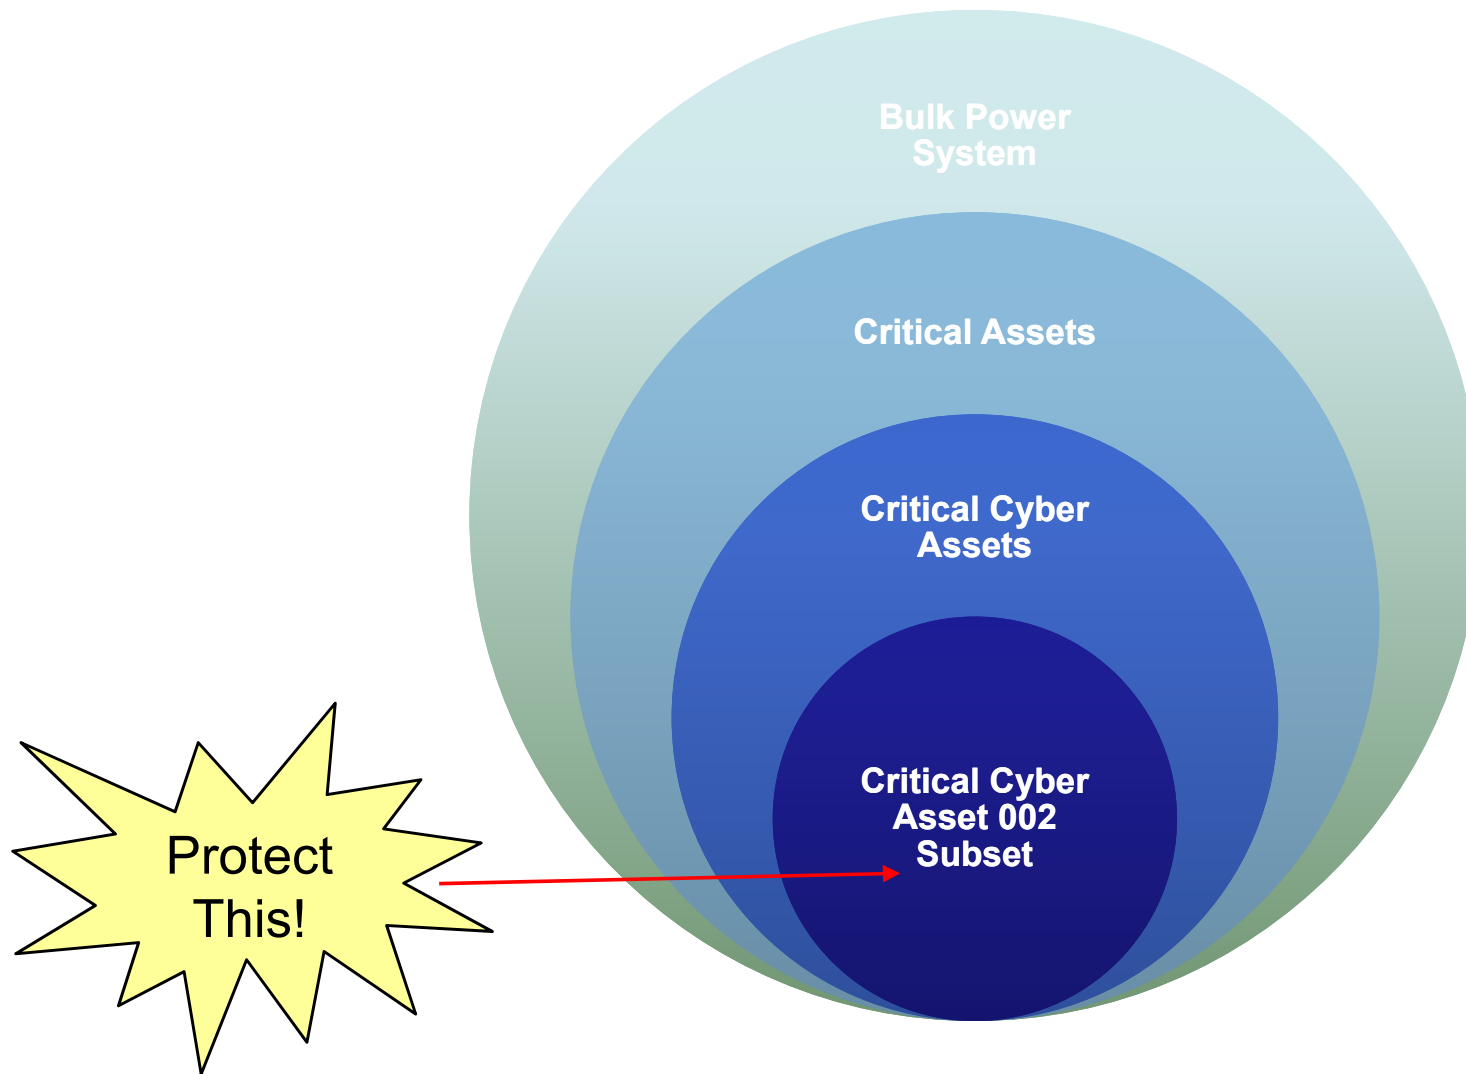 Bulk Power
System
Critical Assets
Critical Cyber
Assets
Critical Cyber
Asset 002
Subset
Protect
This!